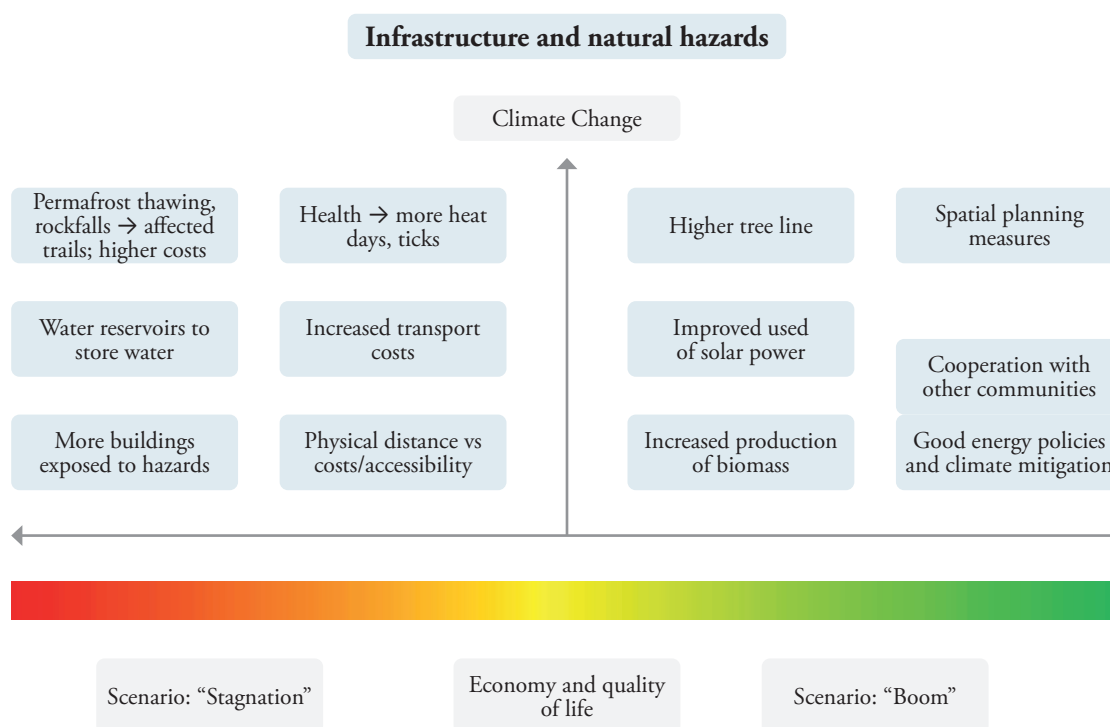 Infrastructure and natural hazards
Climate Change
Permafrost thawing,
rockfalls → affected
trails; higher costs
Health → more heat
days, ticks
Higher tree line
Spatial planning
measures
Water reservoirs to
store water
Increased transport
costs
Improved used
of solar power
Cooperation with
other communities
More buildings
exposed to hazards
Physical distance vs
costs/accessibility
Increased production
of biomass
Good energy policies
and climate mitigation
Scenario: “Stagnation”
Economy and quality
of life
Scenario: “Boom”